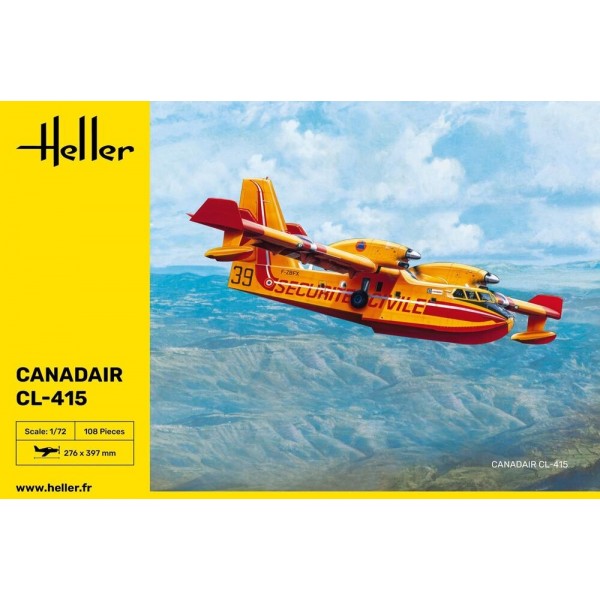 Heller
CANADAIR
CL-415
Scale: 1/72
108 Pieces
276 x 397 mm
www.heller.fr
39
F-ZBFS
SECURITE CIVILE
CANADAIR CL-415